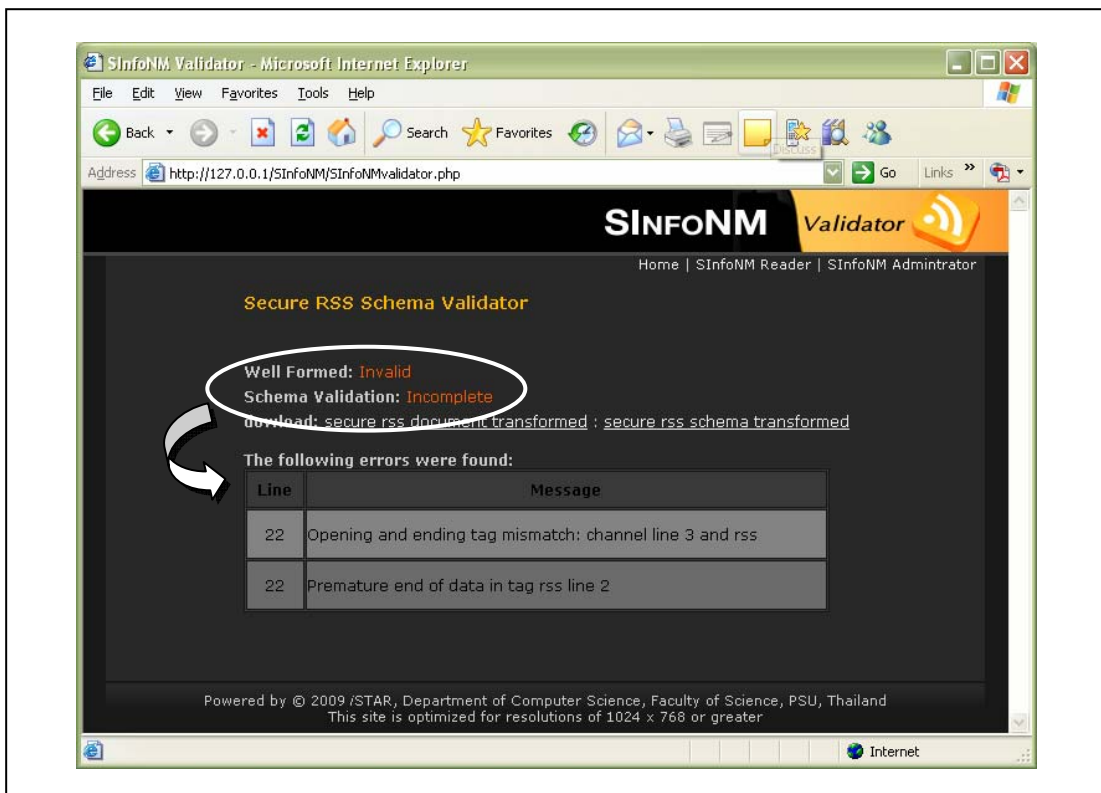 SInfoNM Validator - Microsoft Internet Explorer
File Edit View Favorites Tools Help
Back Search Favorites
Discuss
Address http://127.0.0.1/SInfoNM/SInfoNMvalidator.php Go Links »
SINFONM Validator
Home | SInfoNM Reader | SInfoNM Admintrator
Secure RSS Schema Validator
Well Formed: Invalid
Schema Validation: Incomplete
dowload: secure rss document transformed : secure rss schema transformed
The following errors were found:
Line Message
22 Opening and ending tag mismatch: channel line 3 and rss
22 Premature end of data in tag rss line 2
Powered by © 2009 iSTAR, Department of Computer Science, Faculty of Science, PSU, Thailand
This site is optimized for resolutions of 1024 x 768 or greater
Internet